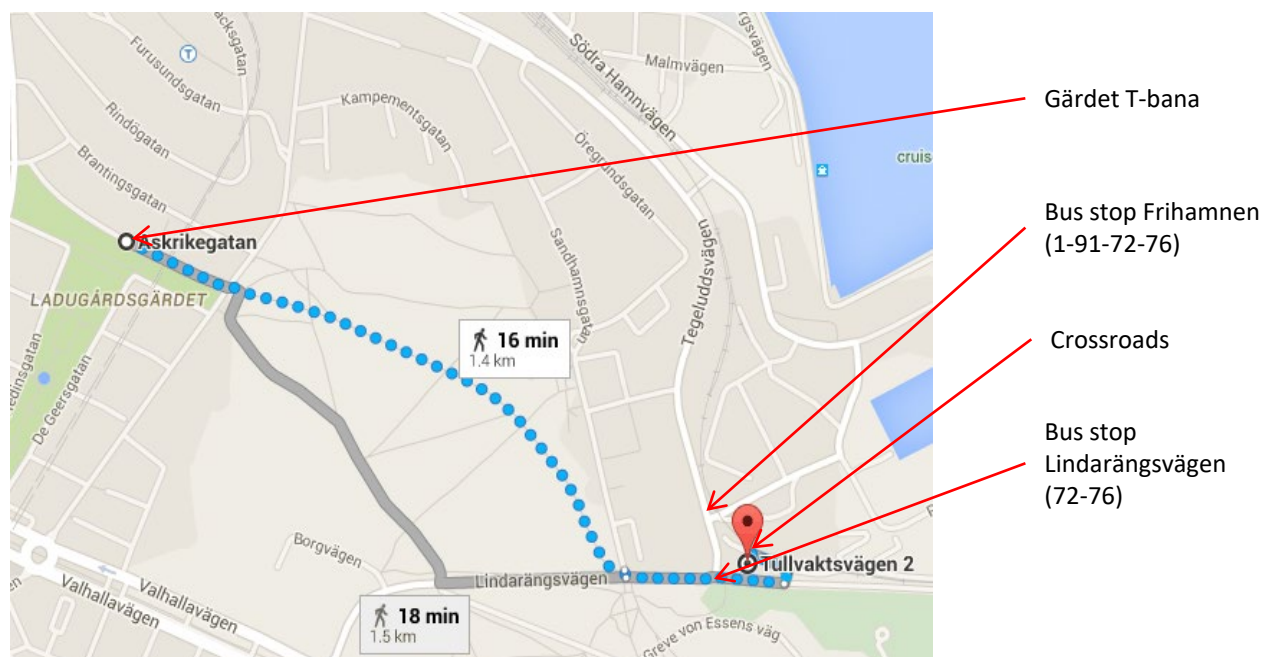 Furusundsgatan
Rindögatan
Brantingsgatan
Kampementsgatan
Södra Hamnvägen
Malmvägen
Öregrundsgatan
Sandhamnsgatan
Tegeluddsvägen
cruis
Askrikegatan
LADUGÅRDSGÄRDET
De Geersgatan
16 min
1.4 km
Borgvägen
Lindarängsvägen
Tullvaktsvägen 2
Valhallavägen
Valhallavägen
18 min
1.5 km
Greve von Essens väg
Gärdet T-bana
Bus stop Frihamnen
(1-91-72-76)
Crossroads
Bus stop
Lindarängsvägen
(72-76)